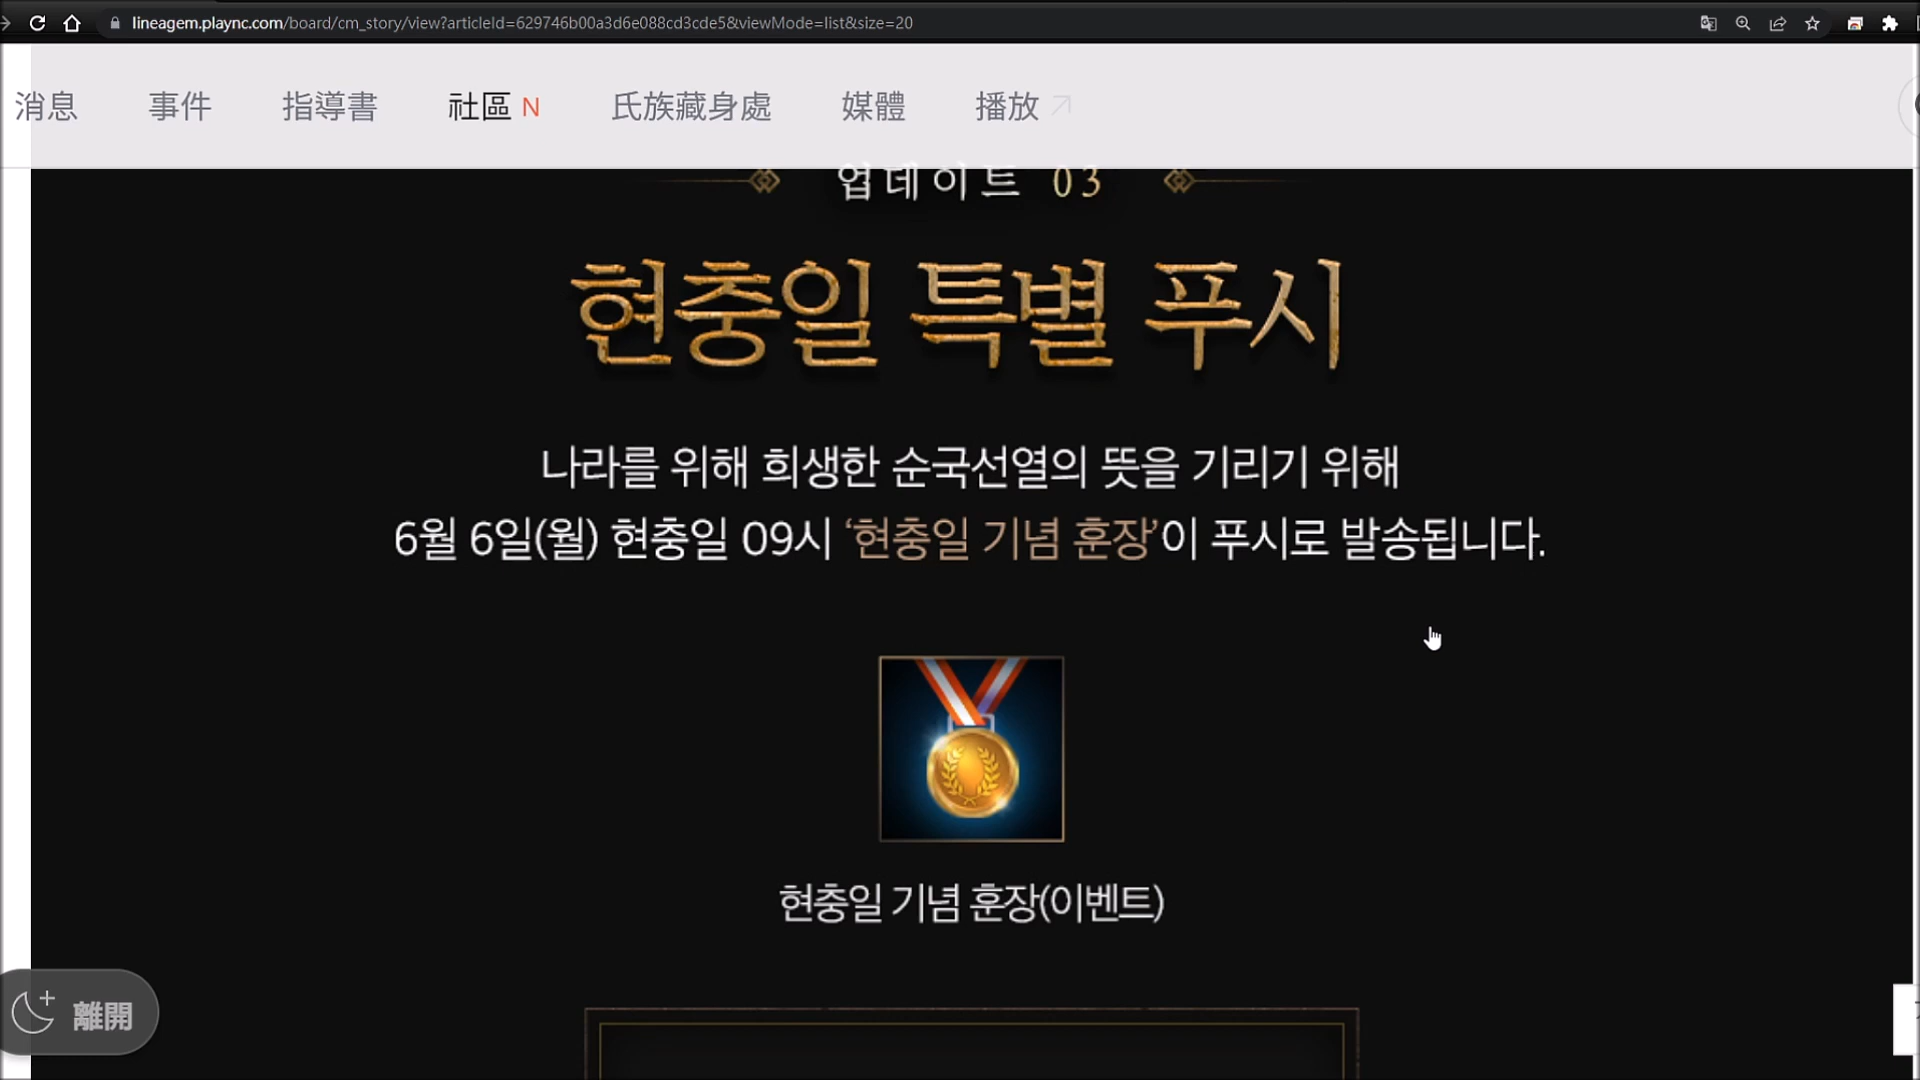 lineagem.plaync.com/board/cm_story/view?articleId=629746b00a3d6e088cd3cde5&viewMode=list&size=20
消息 事件 指導書 社區 N 氏族藏身處 媒體 播放
업데이트 03
현충일 특별 푸시
나라를 위해 희생한 순국선열의 뜻을 기리기 위해
6월 6일(월) 현충일 09시 ‘현충일 기념 훈장’이 푸시로 발송됩니다.
현충일 기념 훈장(이벤트)
離開